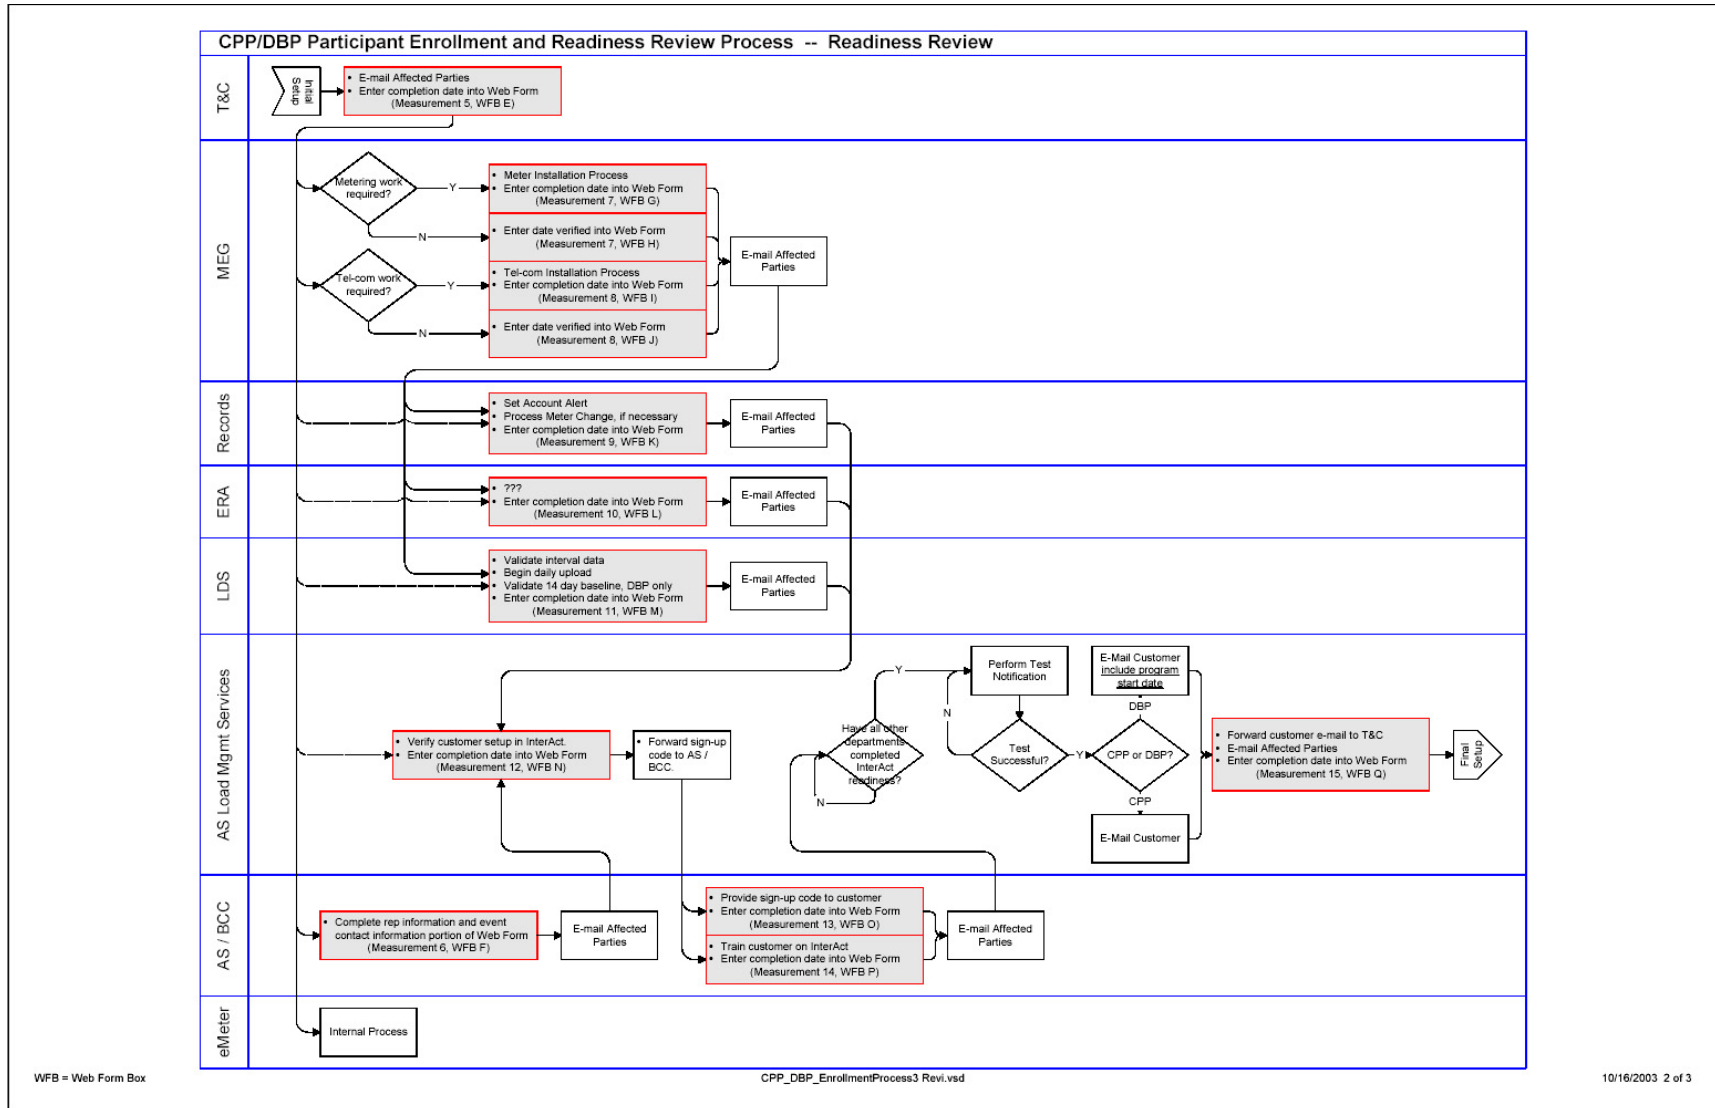 CPP/DBP Participant Enrollment and Readiness Review Process -- Readiness Review
T&C
Initial
Setup
• E-mail Affected Parties
• Enter completion date into Web Form
(Measurement 5, WFB E)
MEG
Metering work
required?
Y
N
• Meter Installation Process
• Enter completion date into Web Form
(Measurement 7, WFB G)
• Enter date verified into Web Form
(Measurement 7, WFB H)
Tel-com work
required?
Y
N
• Tel-com Installation Process
• Enter completion date into Web Form
(Measurement 8, WFB I)
• Enter date verified into Web Form
(Measurement 8, WFB J)
E-mail Affected
Parties
Records
• Set Account Alert
• Process Meter Change, if necessary
• Enter completion date into Web Form
(Measurement 9, WFB K)
E-mail Affected
Parties
ERA
• ???
• Enter completion date into Web Form
(Measurement 10, WFB L)
E-mail Affected
Parties
LDS
• Validate interval data
• Begin daily upload
• Validate 14 day baseline, DBP only
• Enter completion date into Web Form
(Measurement 11, WFB M)
E-mail Affected
Parties
AS Load Mgmt Services
• Verify customer setup in InterAct.
• Enter completion date into Web Form
(Measurement 12, WFB N)
• Forward sign-up
code to AS /
BCC.
Have all other
departments
completed
InterAct
readiness?
Y
N
Perform Test
Notification
N
Test
Successful?
Y
E-Mail Customer
include program
start date
DBP
CPP or DBP?
CPP
E-Mail Customer
• Forward customer e-mail to T&C
• E-mail Affected Parties
• Enter completion date into Web Form
(Measurement 15, WFB Q)
Final
Setup
AS / BCC
• Complete rep information and event
contact information portion of Web Form
(Measurement 6, WFB F)
E-mail Affected
Parties
• Provide sign-up code to customer
• Enter completion date into Web Form
(Measurement 13, WFB O)
• Train customer on InterAct
• Enter completion date into Web Form
(Measurement 14, WFB P)
E-mail Affected
Parties
eMeter
Internal Process
WFB = Web Form Box
CPP_DBP_EnrollmentProcess3 Revi.vsd
10/16/2003 2 of 3